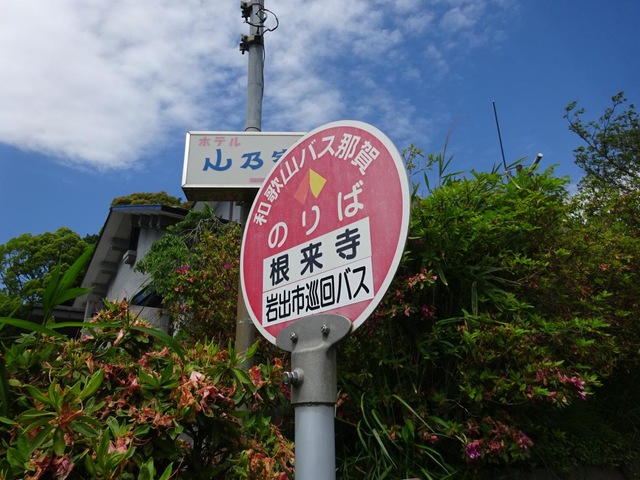 ホテル
山乃
和歌山バス那賀
のりば
根来寺
岩出市巡回バス